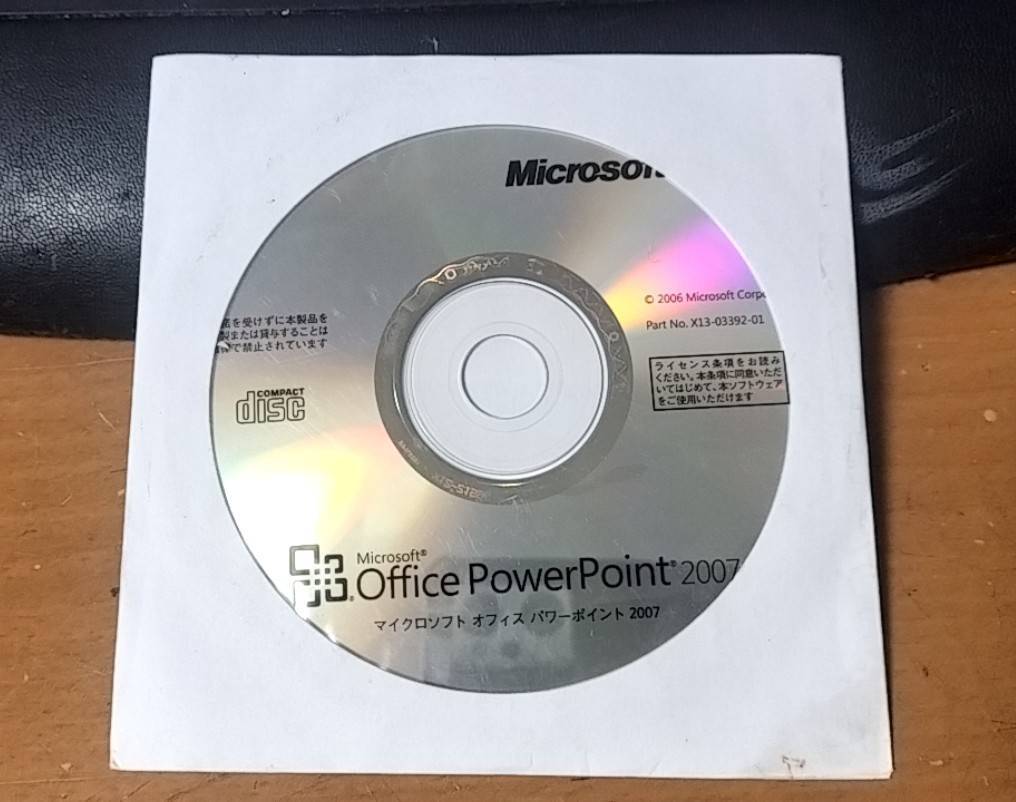 Microsoft
© 2006 Microsoft Corpo
Part No. X13-03392-01
を受けずに本製品を
または貸与することは
で禁止されています
ライセンス条項をお読み
ください。本条項に同意いただ
いてはじめて、本ソフトウェア
をご使用いただけます
COMPACT
disc
Microsoft®
Office PowerPoint® 2007
マイクロソフト オフィス パワーポイント 2007